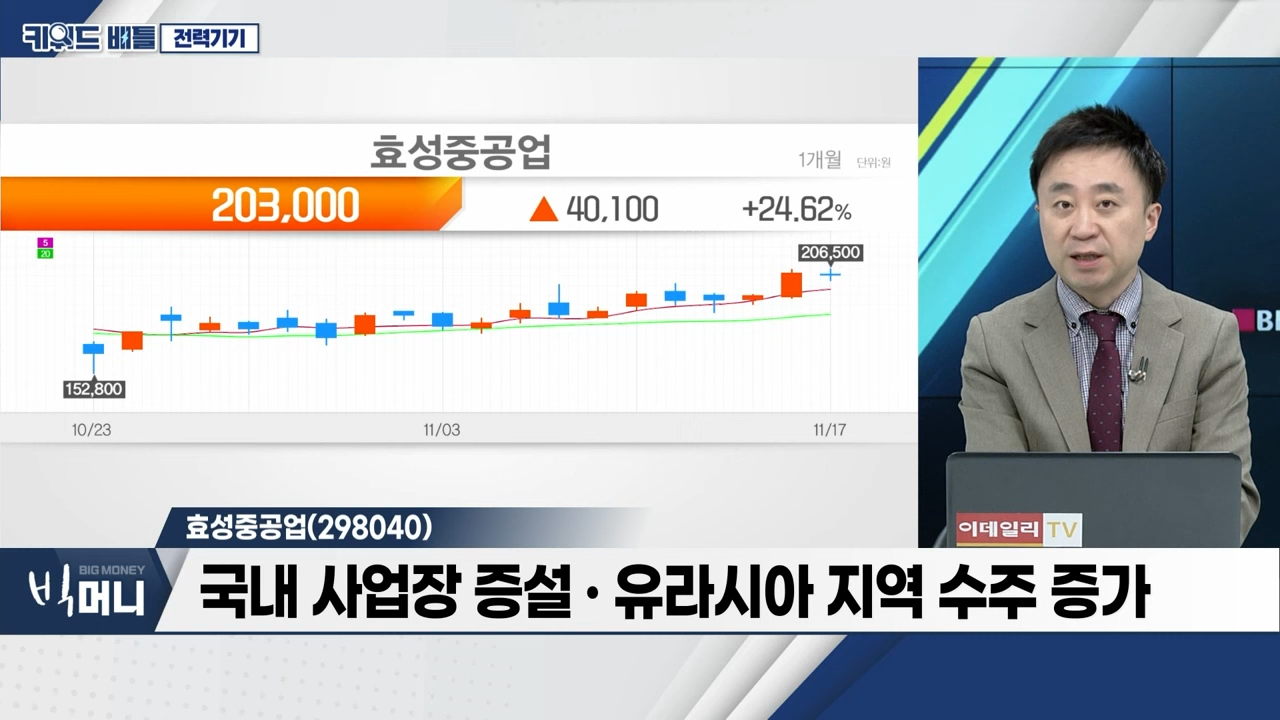 키워드 배틀 전력기기
효성중공업
1개월 단위:원
203,000 ▲ 40,100 +24.62%
5
20
206,500
152,800
10/23 11/03 11/17
BI
이데일리 TV
효성중공업(298040)
BIG MONEY
빅머니
국내 사업장 증설·유라시아 지역 수주 증가